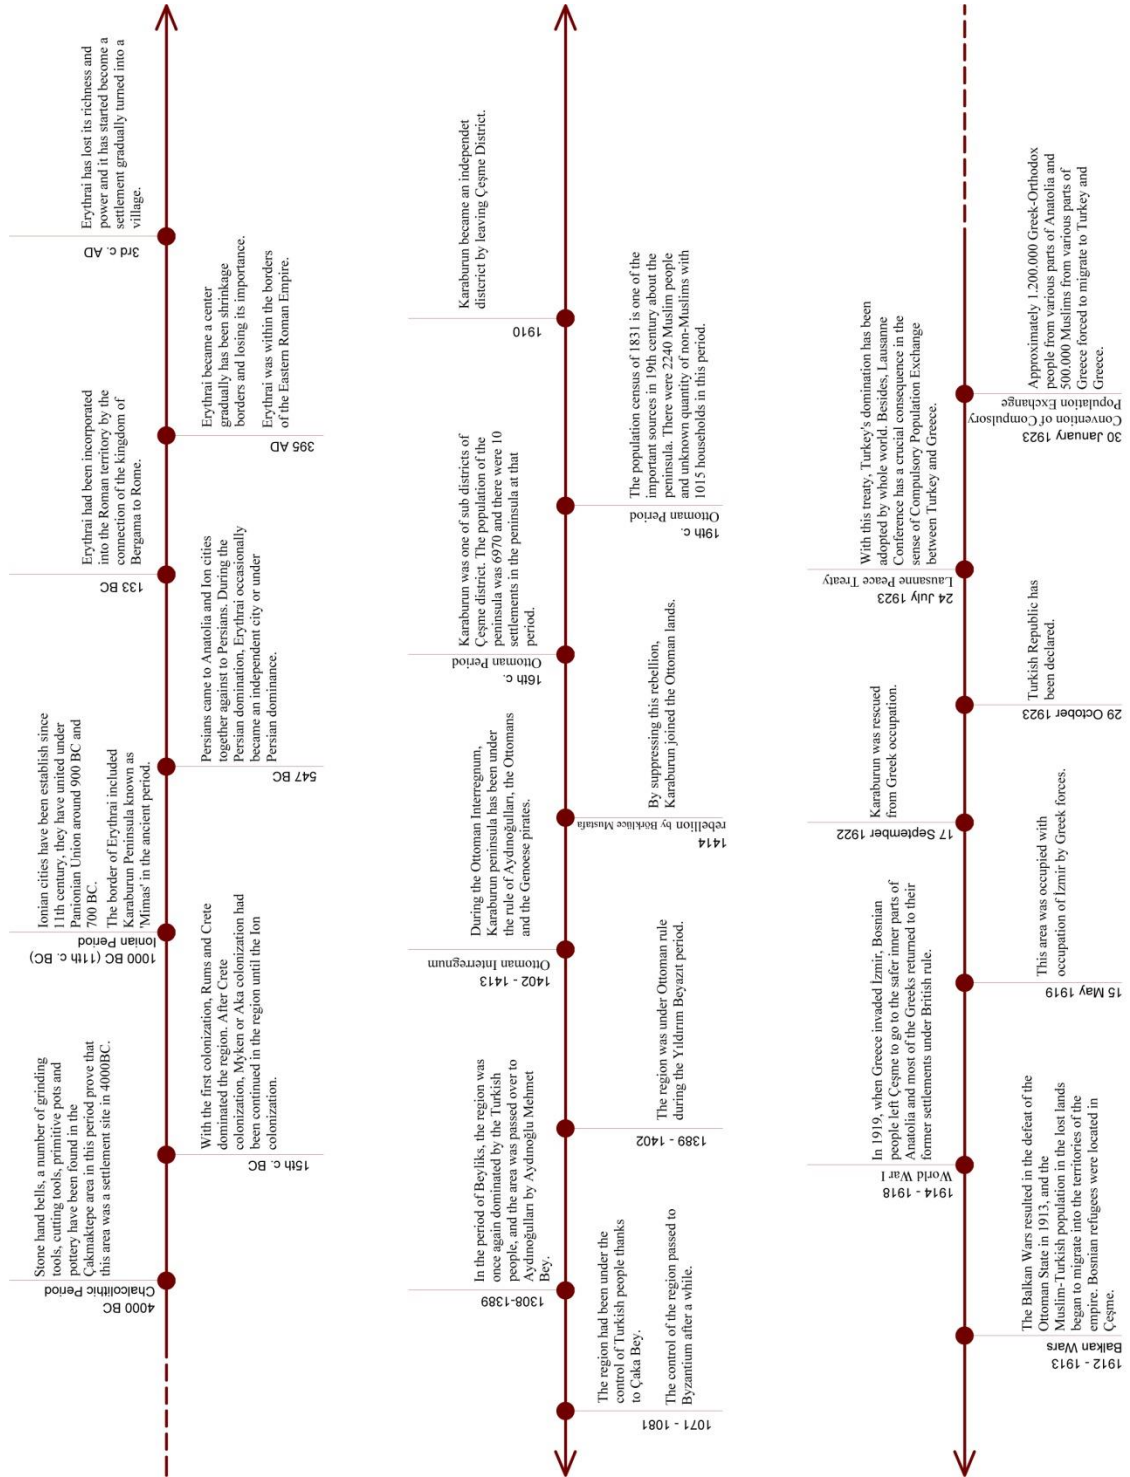 4000 BC
Chalcolithic Period
Stone hand bells, a number of grinding
tools, cutting tools, primitive pots and
pottery have been found in the
Çakmaktepe area in this period prove that
this area was a settlement site in 4000BC.
15th c. BC
With the first colonization, Rums and Crete
dominated the region. After Crete
colonization, Myken or Aka colonization had
been continued in the region until the Ion
colonization.
1000 BC (11th c. BC)
Ionian Period
Ionian cities have been establish since
11th century, they have united under
Panionian Union around 900 BC and
700 BC.
The border of Erythrai included
Karaburun Peninsula known as
'Mimas' in the ancient period.
547 BC
Persians came to Anatolia and Ion cities
together against to Persians. During the
Persian domination, Erythrai occasionally
became an independent city or under
Persian dominance.
133 BC
Erythrai had been incorporated
into the Roman territory by the
connection of the kingdom of
Bergama to Rome.
395 AD
Erythrai became a center
gradually has been shrinkage
borders and losing its importance.
Erythrai was within the borders
of the Eastern Roman Empire.
3rd c. AD
Erythrai has lost its richness and
power and it has started become a
settlement gradually turned into a
village.
1071 - 1081
The region had been under the
control of Turkish people thanks
to Çaka Bey.
The control of the region passed to
Byzantium after a while.
1308-1389
In the period of Beyliks, the region was
once again dominated by the Turkish
people, and the area was passed over to
Aydınoğulları by Aydınoğlu Mehmet
Bey.
1389 - 1402
The region was under Ottoman rule
during the Yıldırım Beyazıt period.
1402 - 1413
Ottoman Interregnum
During the Ottoman Interregnum,
Karaburun peninsula has been under
the rule of Aydınoğulları, the Ottomans
and the Genoese pirates.
1414
rebellion by Börklüce Mustafa
By suppressing this rebellion,
Karaburun joined the Ottoman lands.
16th c.
Ottoman Period
Karaburun was one of sub districts of
Çeşme district. The population of the
peninsula was 6970 and there were 10
settlements in the peninsula at that
period.
19th c.
Ottoman Period
The population census of 1831 is one of the
important sources in 19th century about the
peninsula. There were 2240 Muslim people
and unknown quantity of non-Muslims with
1015 households in this period.
1910
Karaburun became an independet
distcrict by leaving Çeşme District.
1912 - 1913
Balkan Wars
The Balkan Wars resulted in the defeat of the
Ottoman State in 1913, and the
Muslim-Turkish population in the lost lands
began to migrate into the territories of the
empire. Bosnian refugees were located in
Çeşme.
1914 - 1918
World War I
In 1919, when Greece invaded İzmir, Bosnian
people left Çeşme to go to the safer inner parts of
Anatolia and most of the Greeks returned to their
former settlements under British rule.
15 May 1919
This area was occupied with
occupation of İzmir by Greek forces.
17 September 1922
Karaburun was rescued
from Greek occupation.
29 October 1923
Turkish Republic has
been declared.
24 July 1923
Lausanne Peace Treaty
With this treaty, Turkey's domination has been
adopted by whole world. Besides, Lausanne
Conference has a crucial consequence in the
sense of Compulsory Population Exchange
between Turkey and Greece.
30 January 1923
Convention of Compulsory
Population Exchange
Approximately 1.200.000 Greek-Orthodox
people from various parts of Anatolia and
500.000 Muslims from various parts of
Greece forced to migrate to Turkey and
Greece.